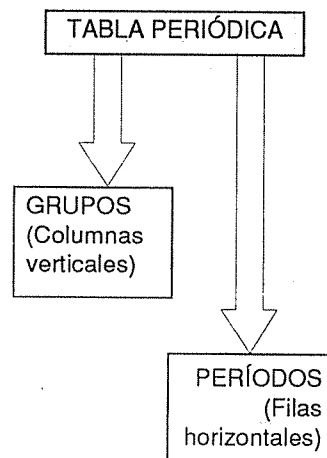 TABLA PERIÓDICA
GRUPOS
(Columnas
verticales)
PERÍODOS
(Filas
horizontales)